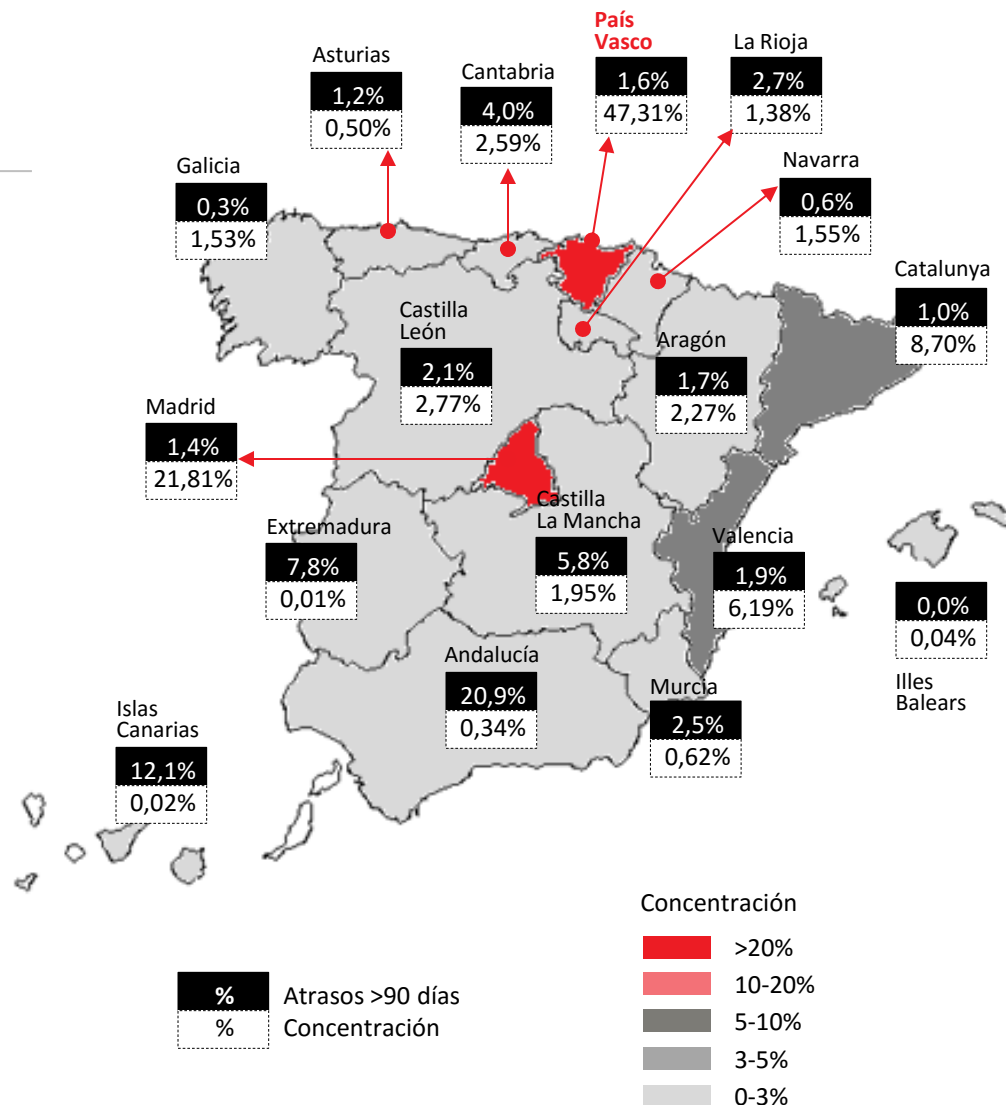 País
Vasco
1,6%
47,31%
La Rioja
2,7%
1,38%
Asturias
1,2%
0,50%
Cantabria
4,0%
2,59%
Navarra
0,6%
1,55%
Galicia
0,3%
1,53%
Catalunya
1,0%
8,70%
Castilla
León
2,1%
2,77%
Aragón
1,7%
2,27%
Madrid
1,4%
21,81%
Castilla
La Mancha
5,8%
1,95%
Extremadura
7,8%
0,01%
Valencia
1,9%
6,19%
0,0%
0,04%
Illes
Balears
Andalucía
20,9%
0,34%
Murcia
2,5%
0,62%
Islas
Canarias
12,1%
0,02%
Concentración
>20%
10-20%
5-10%
3-5%
0-3%
% Atrasos >90 días
% Concentración